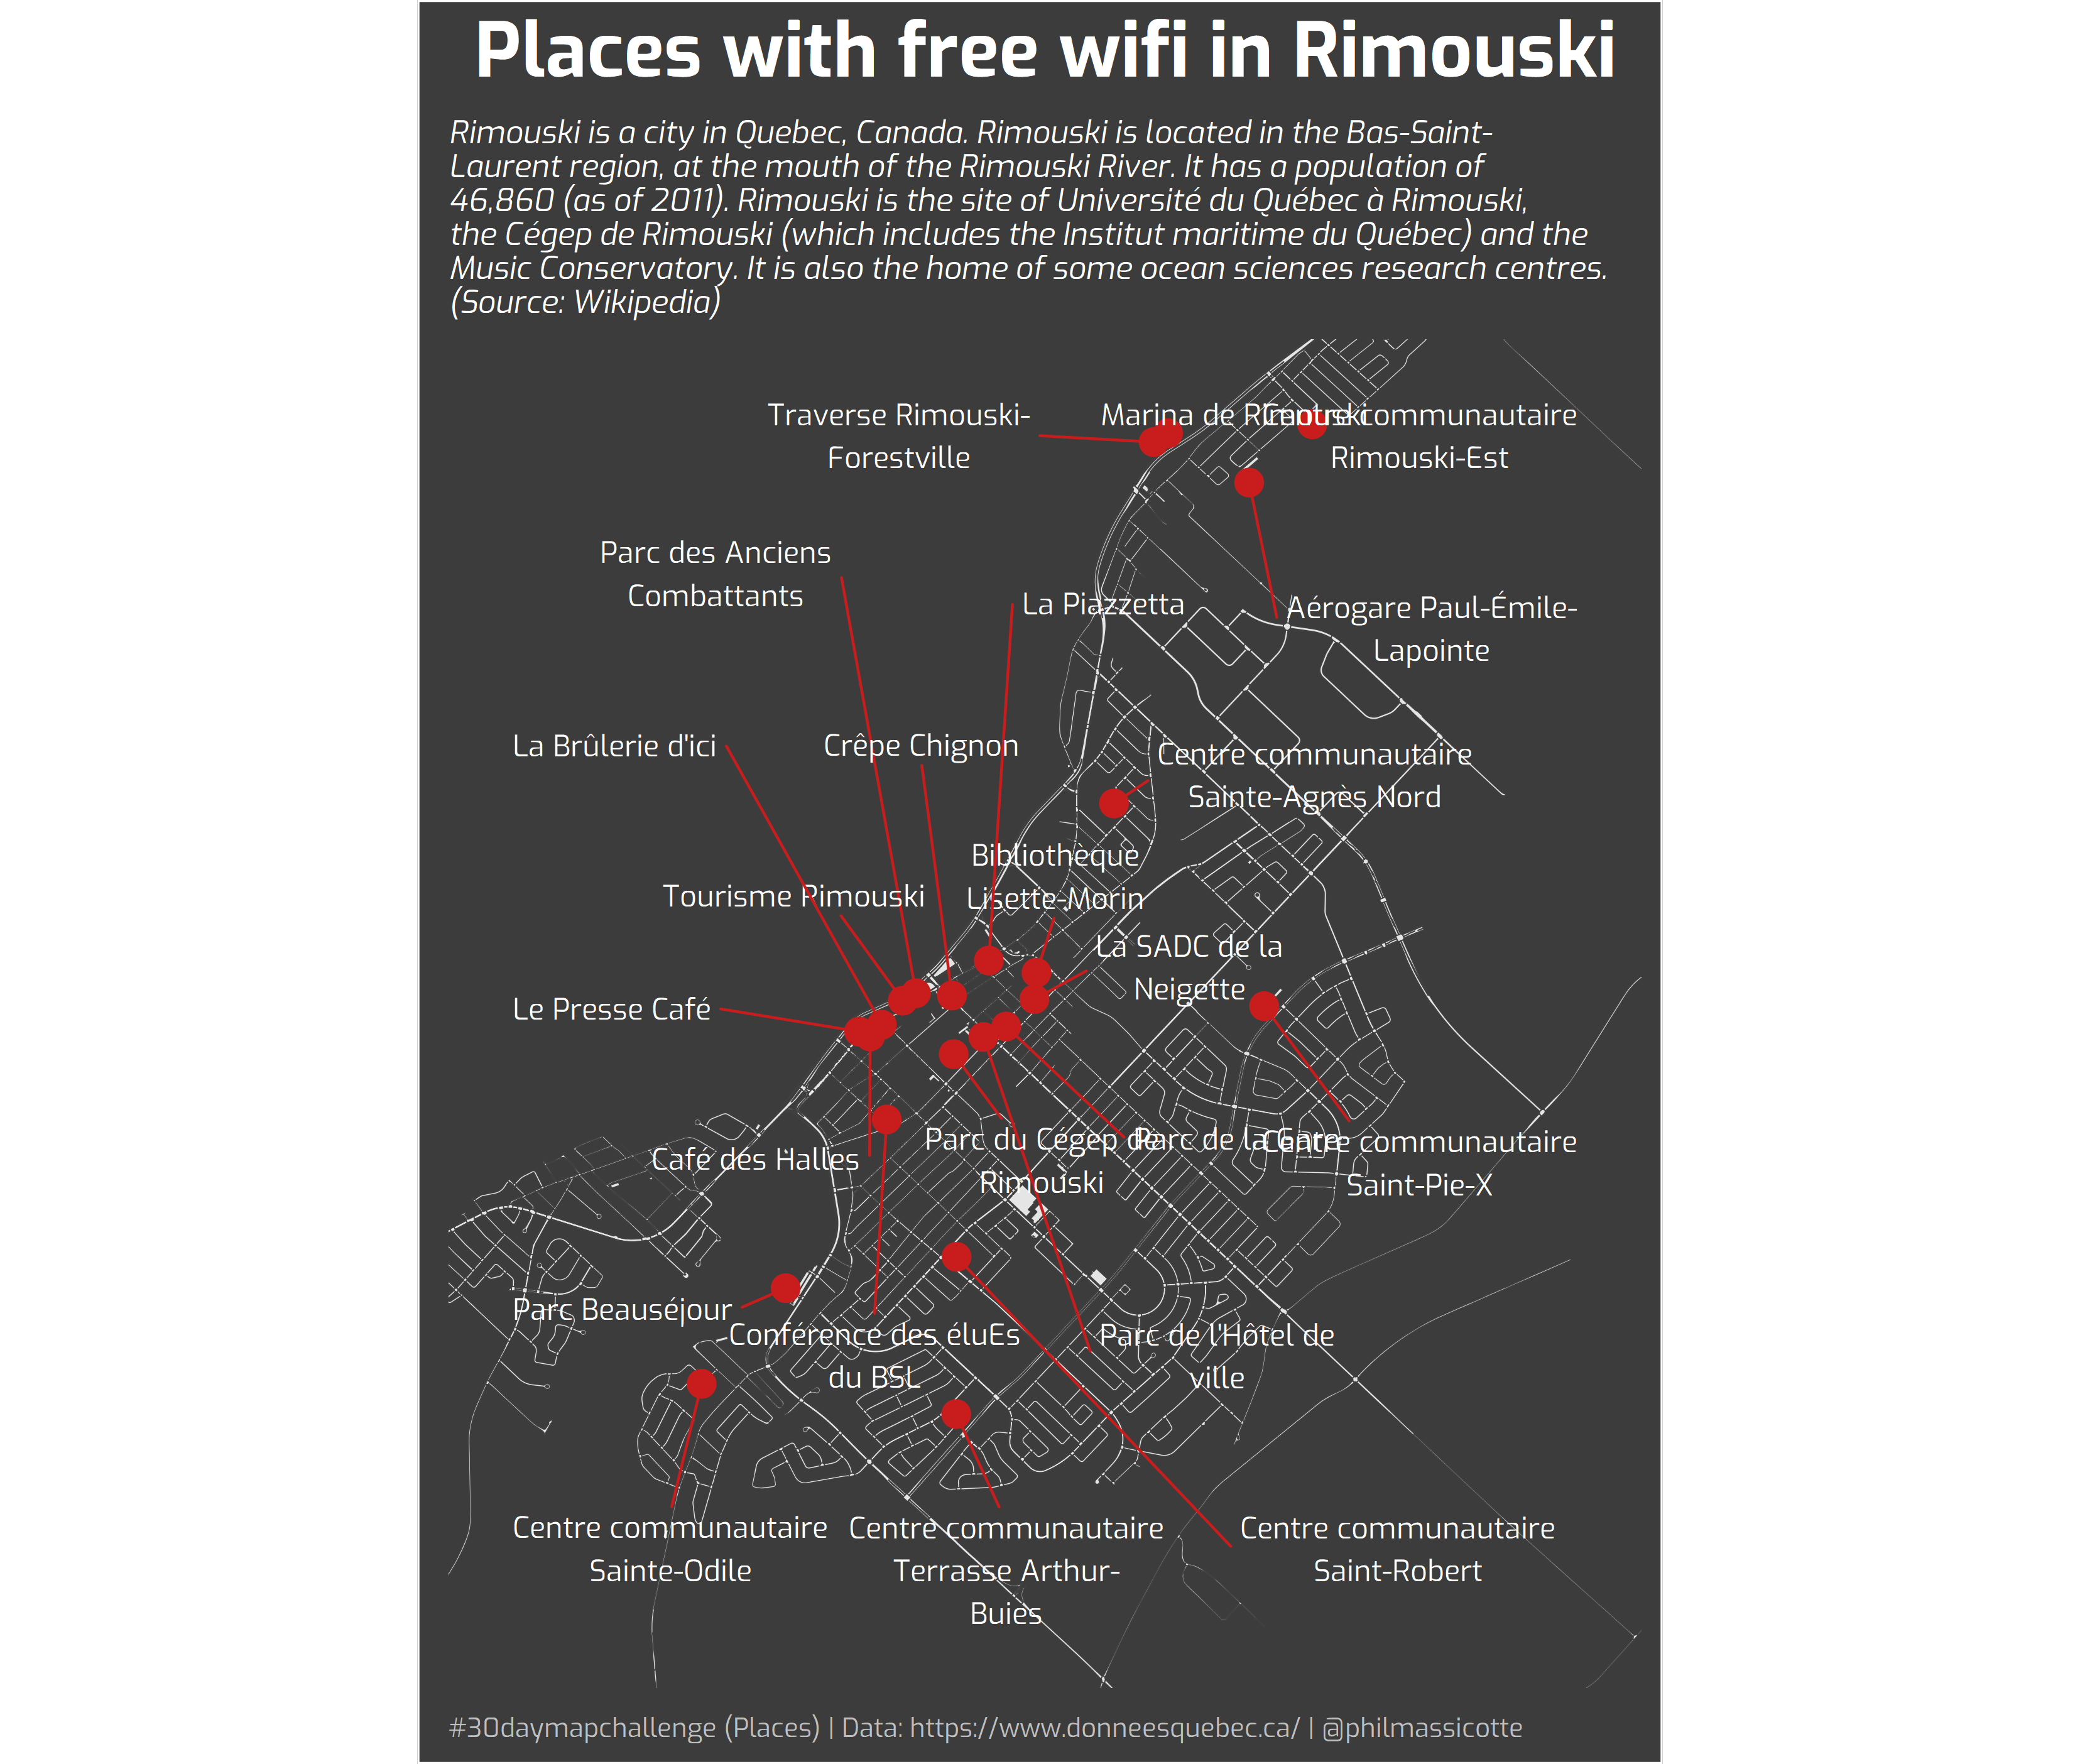 Places with free wifi in Rimouski
Rimouski is a city in Quebec, Canada. Rimouski is located in the Bas-Saint-
Laurent region, at the mouth of the Rimouski River. It has a population of
46,860 (as of 2011). Rimouski is the site of Université du Québec à Rimouski,
the Cégep de Rimouski (which includes the Institut maritime du Québec) and the
Music Conservatory. It is also the home of some ocean sciences research centres.
(Source: Wikipedia)
Traverse Rimouski-
Forestville
Marina de Rimouski
Centre communautaire
Rimouski-Est
Parc des Anciens
Combattants
La Piazzetta
Aérogare Paul-Émile-
Lapointe
La Brûlerie d'ici
Crêpe Chignon
Centre communautaire
Sainte-Agnès Nord
Bibliothèque
Lisette-Morin
Tourisme Rimouski
La SADC de la
Neigette
Le Presse Café
Café des Halles
Parc du Cégep de
Rimouski
Parc de la Gare
Centre communautaire
Saint-Pie-X
Parc Beauséjour
Conférence des éluEs
du BSL
Parc de l'Hôtel de
ville
Centre communautaire
Sainte-Odile
Centre communautaire
Terrasse Arthur-
Buies
Centre communautaire
Saint-Robert
#30daymapchallenge (Places) | Data: https://www.donneesquebec.ca/ | @philmassicotte